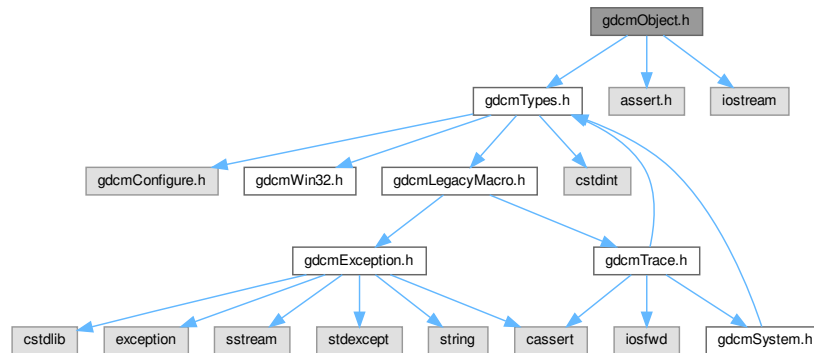 gdcmObject.h
gdcmTypes.h
assert.h
iostream
gdcmConfigure.h
gdcmWin32.h
gdcmLegacyMacro.h
cstdint
gdcmException.h
gdcmTrace.h
cstdlib
exception
sstream
stdexcept
string
cassert
iosfwd
gdcmSystem.h